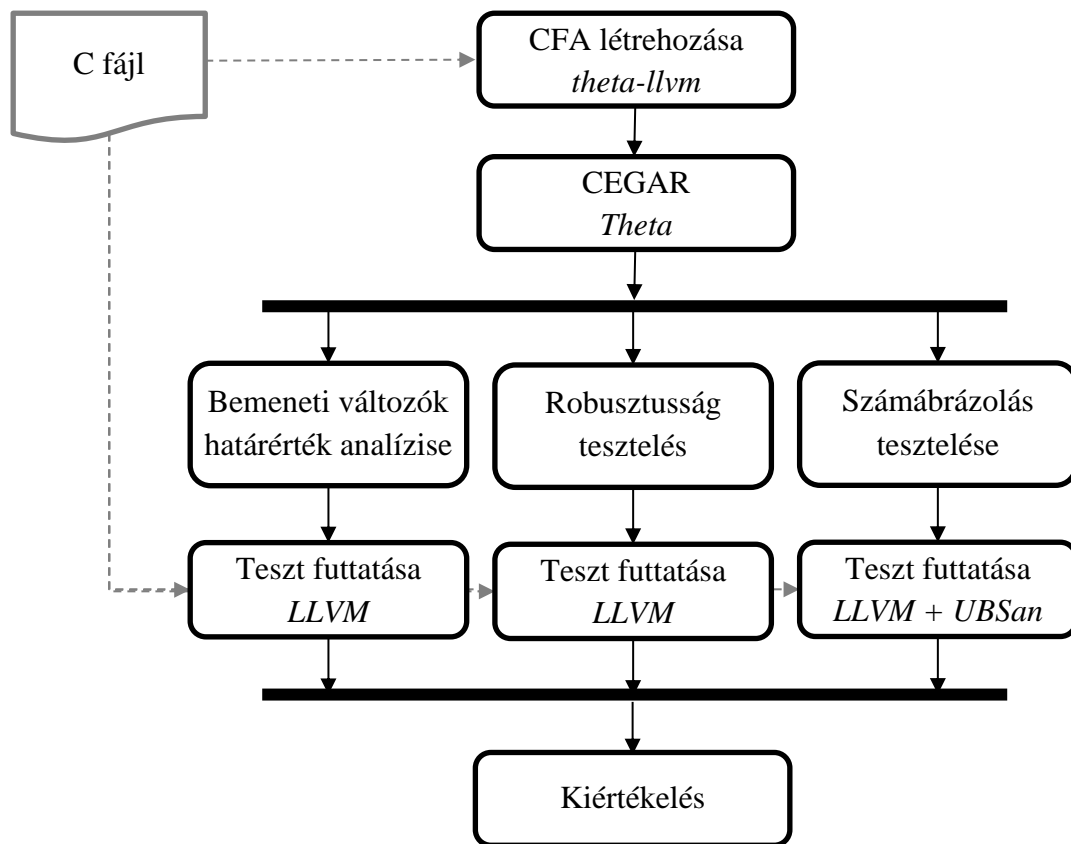 C fájl
CFA létrehozása
theta-llvm
CEGAR
Theta
Bemeneti változók
határérték analízise
Robusztusság
tesztelés
Számábrázolás
tesztelése
Teszt futtatása
LLVM
Teszt futtatása
LLVM
Teszt futtatása
LLVM + UBSan
Kiértékelés